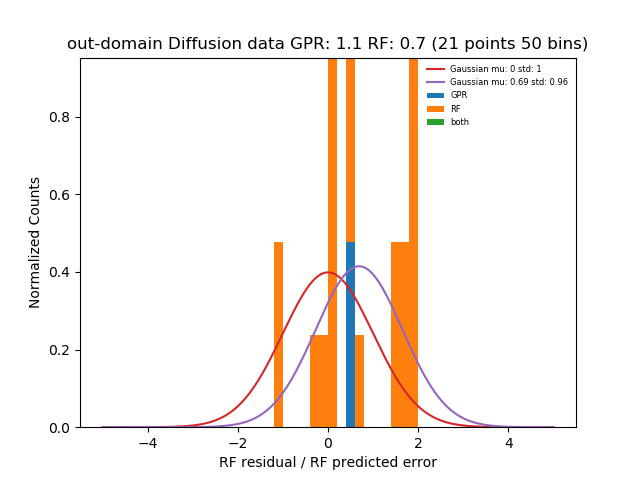 out-domain Diffusion data GPR: 1.1 RF: 0.7 (21 points 50 bins)
Gaussian mu: 0 std: 1
Gaussian mu: 0.69 std: 0.96
GPR
RF
both
Normalized Counts
0.8
0.6
0.4
0.2
0.0
−4
−2
0
2
4
RF residual / RF predicted error